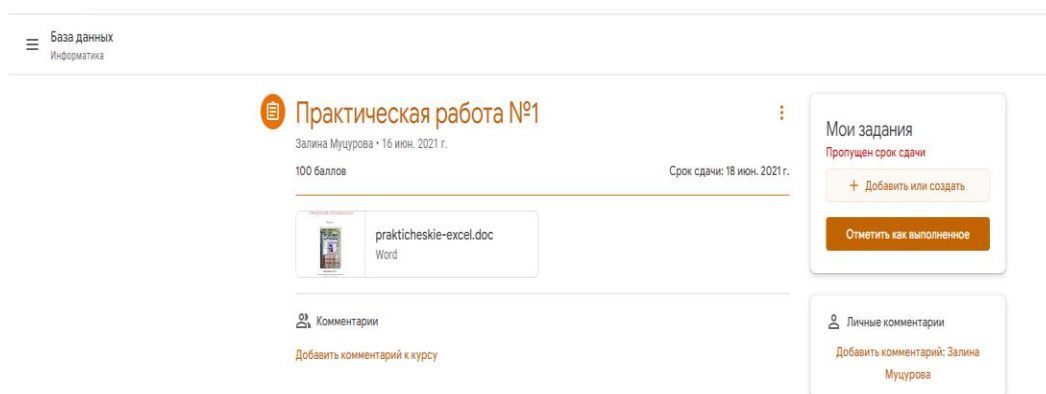 База данных
Информатика
Практическая работа №1
Залина Муцурова • 16 июн. 2021 г.
100 баллов
Срок сдачи: 18 июн. 2021 г.
prakticheskie-excel.doc
Word
Комментарии
Добавить комментарий к курсу
Мои задания
Пропущен срок сдачи
+ Добавить или создать
Отметить как выполненное
Личные комментарии
Добавить комментарий: Залина
Муцурова